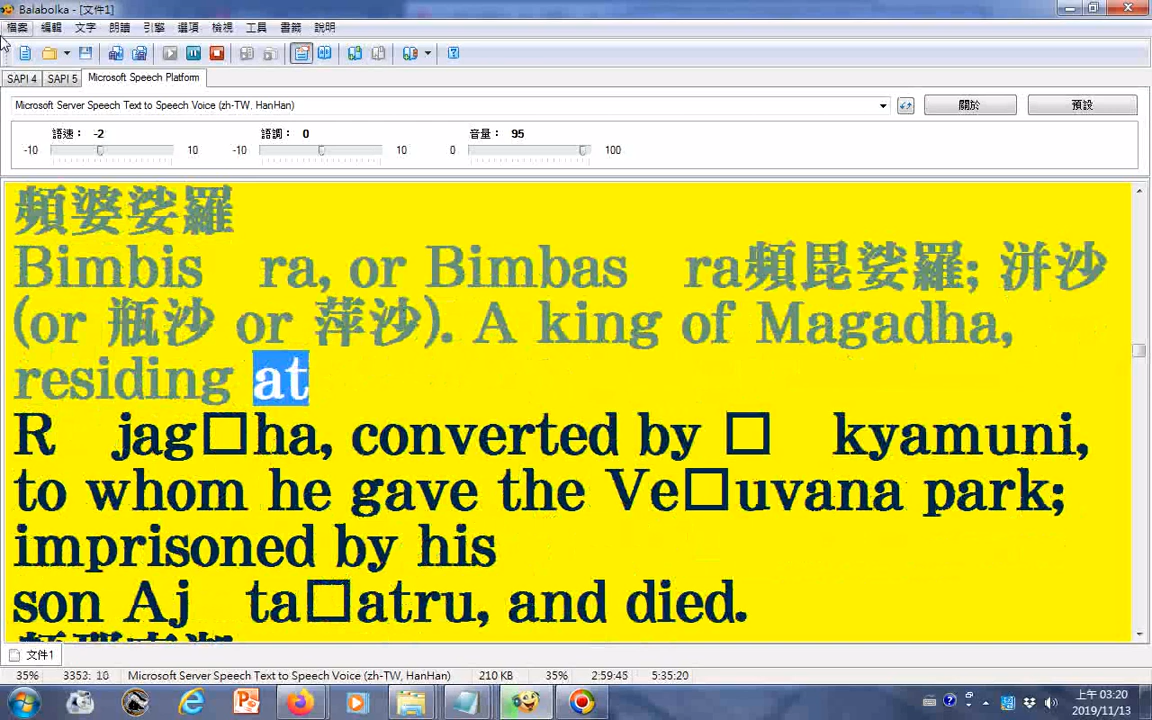 Balabolka - [文件1]
檔案 編輯 文字 朗讀 引擎 選項 檢視 工具 書籤 說明
SAPI 4 SAPI 5 Microsoft Speech Platform
Microsoft Server Speech Text to Speech Voice (zh-TW, HanHan) 關於 預設
語速： -2 語調： 0 音量： 95
-10 10 -10 10 0 100
頻婆娑羅
Bimbis ra, or Bimbas ra頻毘娑羅; 洴沙
(or 瓶沙 or 萍沙). A king of Magadha,
residing at
R jag□ha, converted by □ kyamuni,
to whom he gave the Ve□uvana park;
imprisoned by his
son Aj ta□atru, and died.
文件1
35% 3353: 10 Microsoft Server Speech Text to Speech Voice (zh-TW, HanHan) 210 KB 35% 2:59:45 5:35:20
上午 03:20
2019/11/13